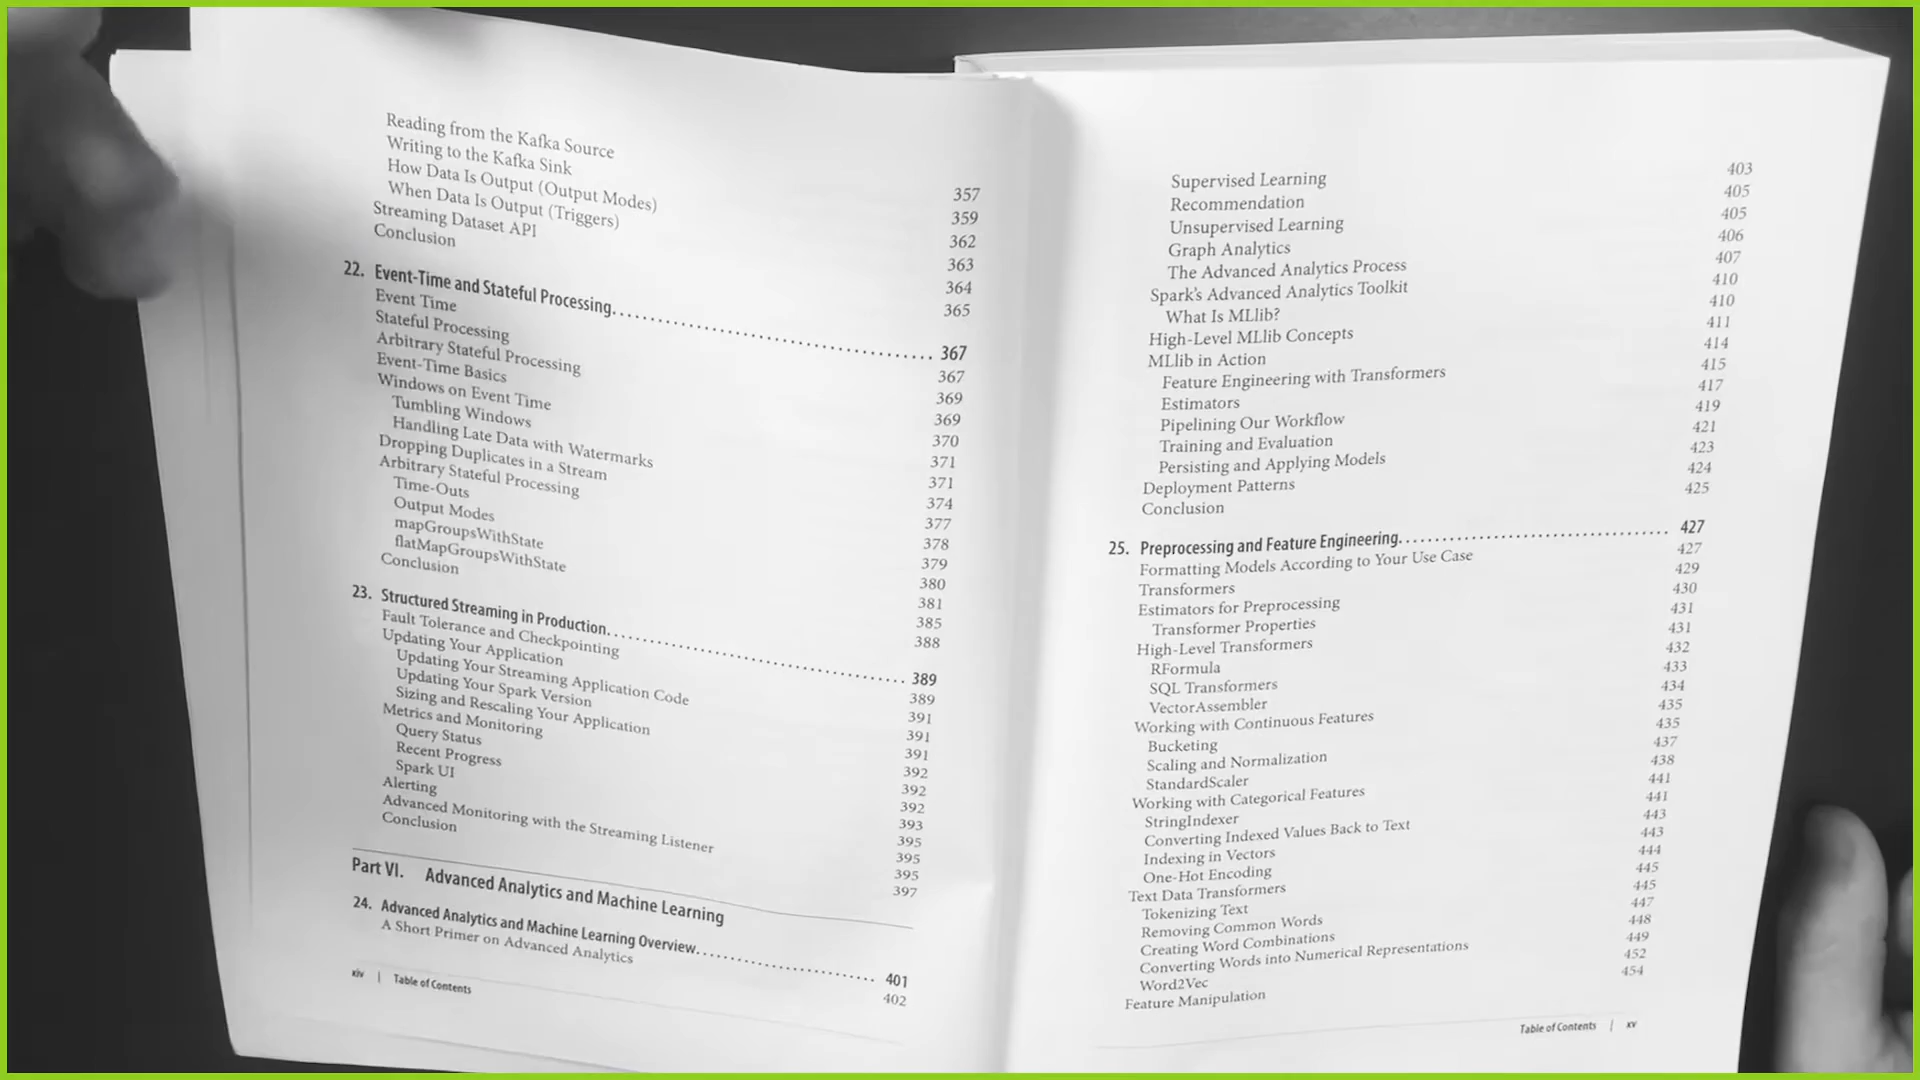 Reading from the Kafka Source 357
Writing to the Kafka Sink 359
How Data Is Output (Output Modes) 362
When Data Is Output (Triggers) 363
Streaming Dataset API 364
Conclusion 365
22. Event-Time and Stateful Processing. . . . . . . . . . 367
Event Time 367
Stateful Processing 369
Arbitrary Stateful Processing 369
Event-Time Basics 370
Windows on Event Time 371
Tumbling Windows 371
Handling Late Data with Watermarks 374
Dropping Duplicates in a Stream 377
Arbitrary Stateful Processing 378
Time-Outs 379
Output Modes 380
mapGroupsWithState 381
flatMapGroupsWithState 385
Conclusion 388
23. Structured Streaming in Production. . . . . . . . . . 389
Fault Tolerance and Checkpointing 389
Updating Your Application 391
Updating Your Streaming Application Code 391
Updating Your Spark Version 391
Sizing and Rescaling Your Application 392
Metrics and Monitoring 392
Query Status 392
Recent Progress 393
Spark UI 395
Alerting 395
Advanced Monitoring with the Streaming Listener 395
Conclusion 397
Part VI. Advanced Analytics and Machine Learning
24. Advanced Analytics and Machine Learning Overview. . . . . . . . . . 401
A Short Primer on Advanced Analytics 402
xiv | Table of Contents
Supervised Learning 403
Recommendation 405
Unsupervised Learning 405
Graph Analytics 406
The Advanced Analytics Process 407
Spark's Advanced Analytics Toolkit 410
What Is MLlib? 410
High-Level MLlib Concepts 411
MLlib in Action 414
Feature Engineering with Transformers 415
Estimators 417
Pipelining Our Workflow 419
Training and Evaluation 421
Persisting and Applying Models 423
Deployment Patterns 424
Conclusion 425
25. Preprocessing and Feature Engineering. . . . . . . . . . 427
Formatting Models According to Your Use Case 427
Transformers 429
Estimators for Preprocessing 430
Transformer Properties 431
High-Level Transformers 431
RFormula 432
SQL Transformers 433
VectorAssembler 434
Working with Continuous Features 435
Bucketing 435
Scaling and Normalization 437
StandardScaler 438
Working with Categorical Features 441
StringIndexer 441
Converting Indexed Values Back to Text 443
Indexing in Vectors 443
One-Hot Encoding 444
Text Data Transformers 445
Tokenizing Text 445
Removing Common Words 447
Creating Word Combinations 448
Converting Words into Numerical Representations 449
Word2Vec 452
Feature Manipulation 454
Table of Contents | xv